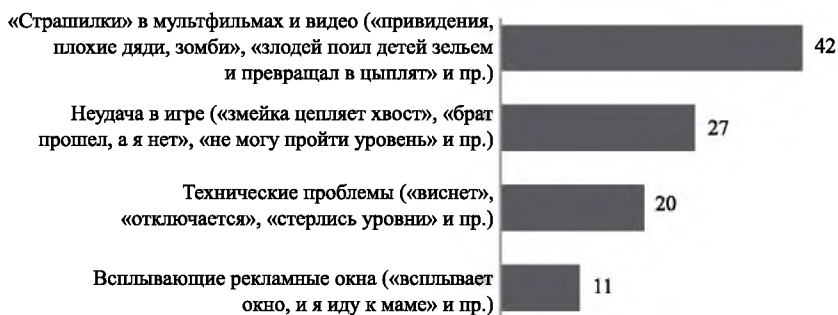 «Страшилки» в мультфильмах и видео («привидения,
плохие дяди, зомби», «злодей поил детей зельем
и превращал в цыплят» и пр.)
42
Неудача в игре («змейка цепляет хвост», «брат
прошел, а я нет», «не могу пройти уровень» и пр.)
27
Технические проблемы («виснет»,
«отключается», «стерлись уровни» и пр.)
20
Всплывающие рекламные окна («всплывает
окно, и я иду к маме» и пр.)
11